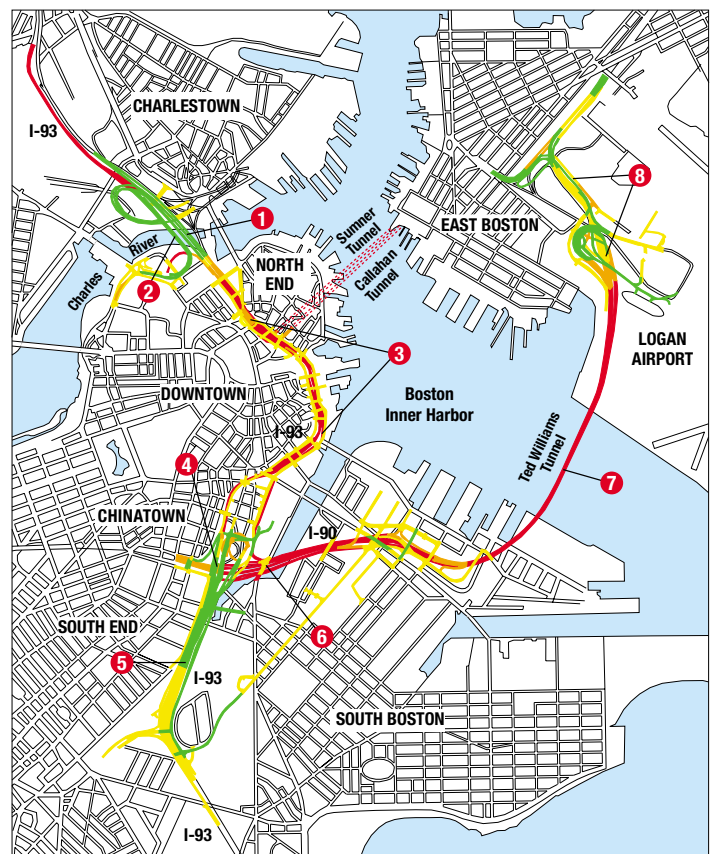 CHARLESTOWN
I-93
8
1
EAST BOSTON
River
Sumner
Tunnel
NORTH
END
Callahan
Tunnel
Charles
2
LOGAN
AIRPORT
3
DOWNTOWN
Boston
Inner Harbor
I-93
Ted Williams
Tunnel
4
7
CHINATOWN
I-90
SOUTH END
6
5
I-93
SOUTH BOSTON
I-93